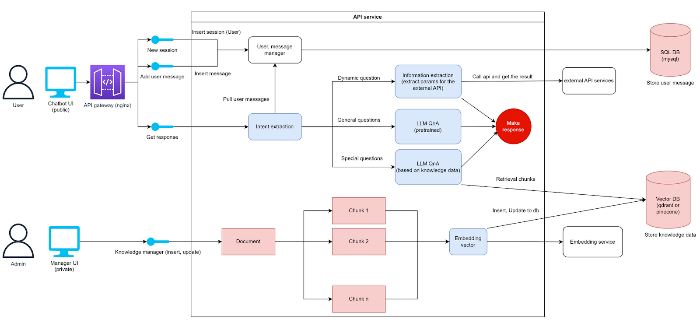 API service
Insert session (User)
New session
User, message
manager
SQL DB
(mysql)
Store user message
Add user message
Insert message
User
Chatbot UI
(public)
API gateway (nginx)
Pull user messages
Dynamic question
Information extraction
(extract params for the
external API)
Call api and get the result
external API services
Get response
Intent extraction
General questions
LLM QnA
(pretrained)
Make
response
Special questions
LLM QnA
(based on knowledge data)
Retrieval chunks
Vector DB
(qdrant or
pinecone)
Store knowledge data
Insert, Update to db
Chunk 1
Admin
Manager UI
(private)
Knowledge manager (insert, update)
Document
Chunk 2
Embedding
vector
Embedding service
Chunk n